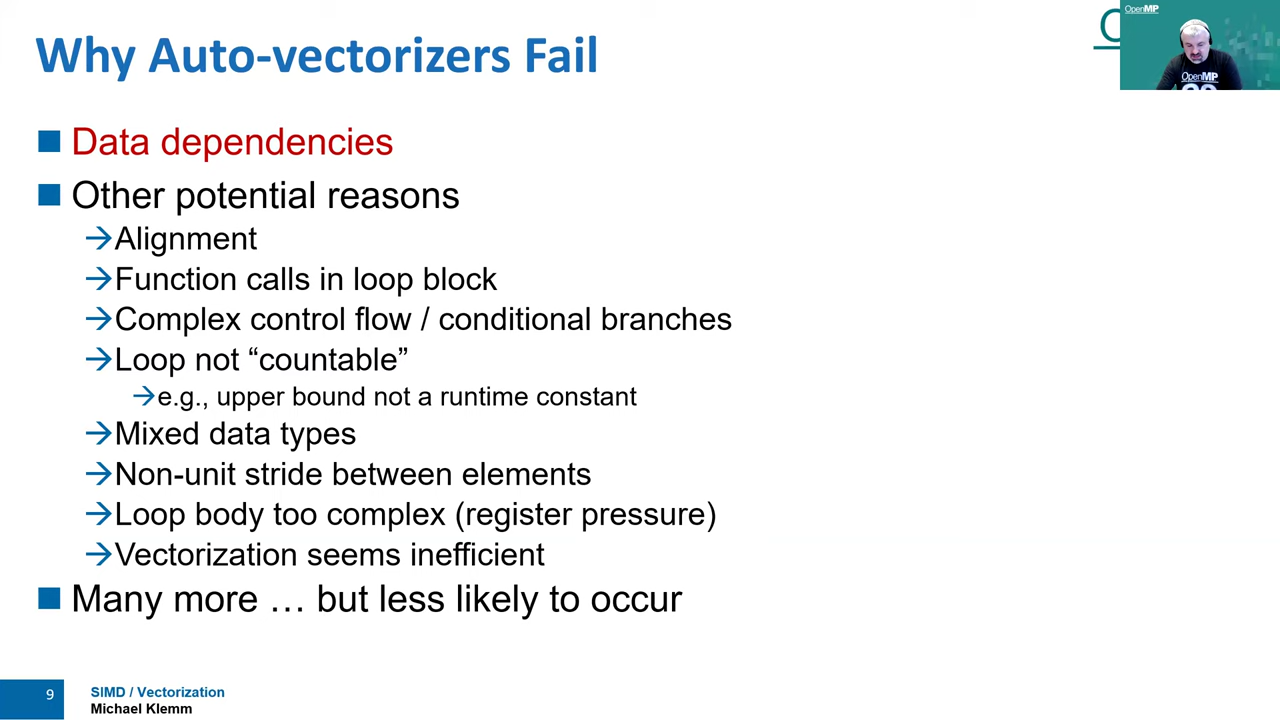 Why Auto-vectorizers Fail
OpenMP
OpenMP
Data dependencies
Other potential reasons
→Alignment
→Function calls in loop block
→Complex control flow / conditional branches
→Loop not “countable”
→e.g., upper bound not a runtime constant
→Mixed data types
→Non-unit stride between elements
→Loop body too complex (register pressure)
→Vectorization seems inefficient
Many more … but less likely to occur
9
SIMD / Vectorization
Michael Klemm